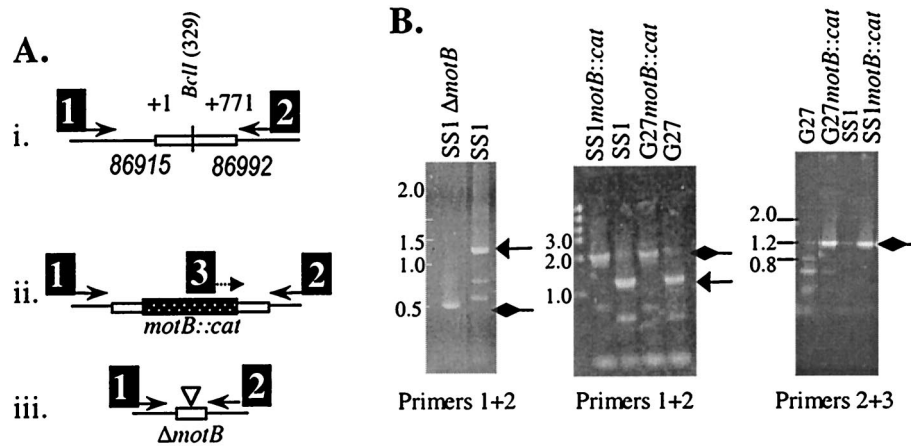 A.
BclI (329)
1
+1
+771
2
i.
86915
86992
1
3
2
ii.
motB::cat
1
2
iii.
ΔmotB
B.
SS1 ΔmotB
SS1
2.0
1.5
1.0
0.5
Primers 1+2
SS1motB::cat
SS1
G27motB::cat
G27
3.0
2.0
1.0
Primers 1+2
G27
G27motB::cat
SS1
SS1motB::cat
2.0
1.2
0.8
Primers 2+3